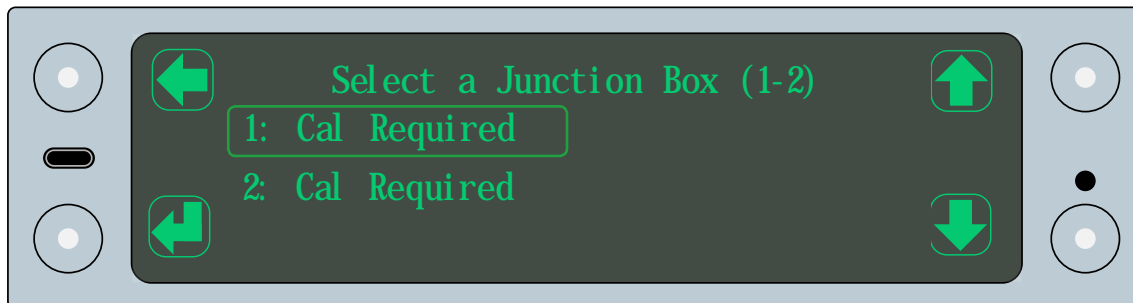 Select a Junction Box (1-2)
1: Cal Required
2: Cal Required